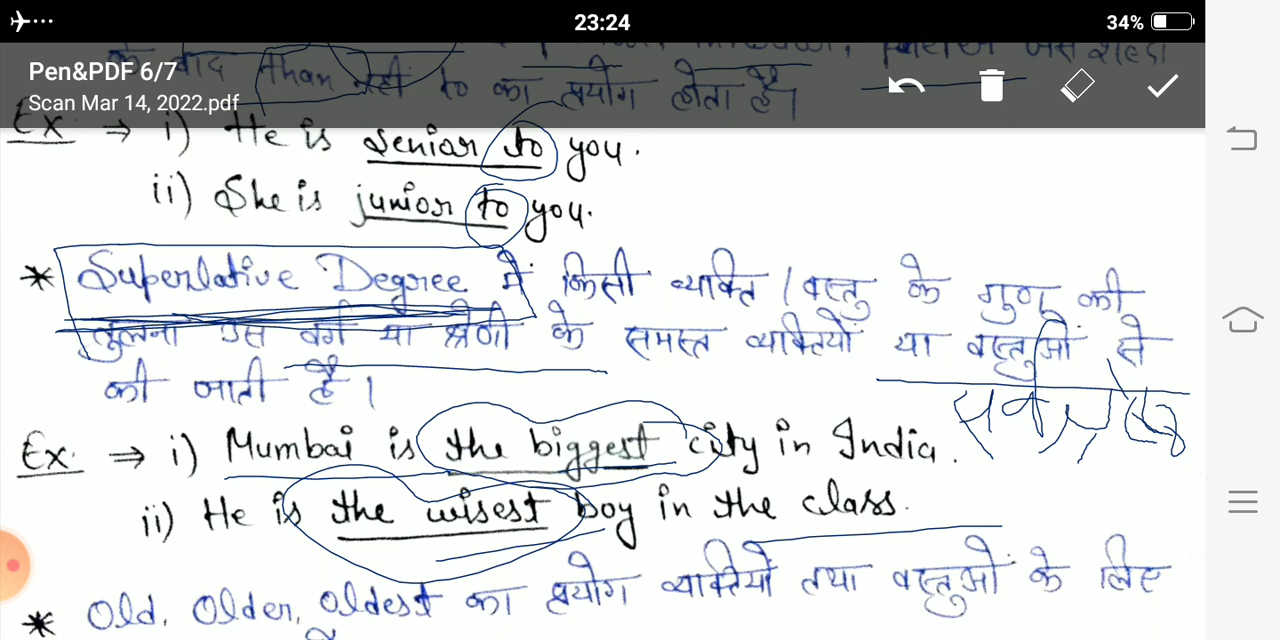 23:24
34%
Pen&PDF 6/7
Scan Mar 14, 2022.pdf
के बाद than नही to का प्रयोग होता है।
Ex ⇒ i) He is senior to you.
ii) She is junior to you.
* Superlative Degree में किसी व्यक्ति / वस्तु के गुण की
तुलना उस वर्ग या श्रेणी के समस्त व्यक्तियों या वस्तुओं से
की जाती है।
Ex. ⇒ i) Mumbai is the biggest city in India.
ii) He is the wisest boy in the class.
* Old, Older, Oldest का प्रयोग व्यक्तियों तथा वस्तुओं के लिए